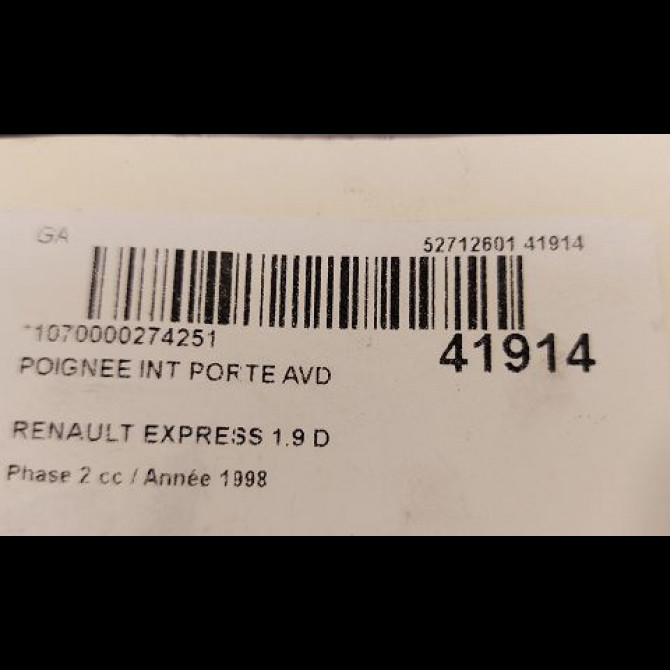 GA
52712601 41914
*1070000274251
41914
POIGNEE INT PORTE AVD
RENAULT EXPRESS 1.9 D
Phase 2 cc / Année 1998